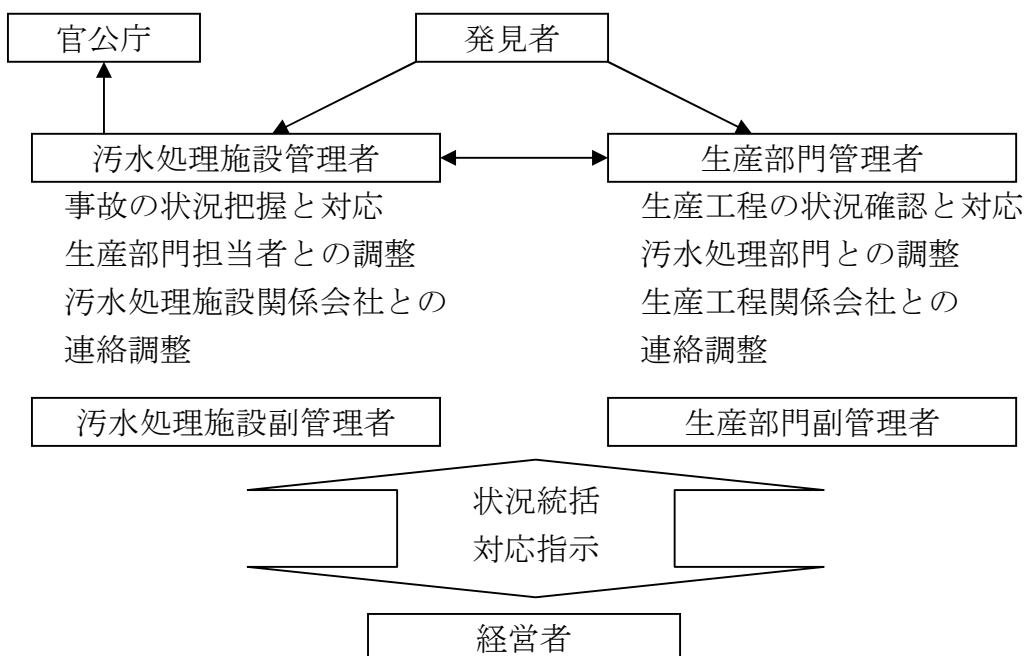 官公庁
発見者
汚水処理施設管理者
事故の状況把握と対応
生産部門担当者との調整
汚水処理施設関係会社との
連絡調整
生産部門管理者
生産工程の状況確認と対応
汚水処理部門との調整
生産工程関係会社との
連絡調整
汚水処理施設副管理者
生産部門副管理者
状況統括
対応指示
経営者